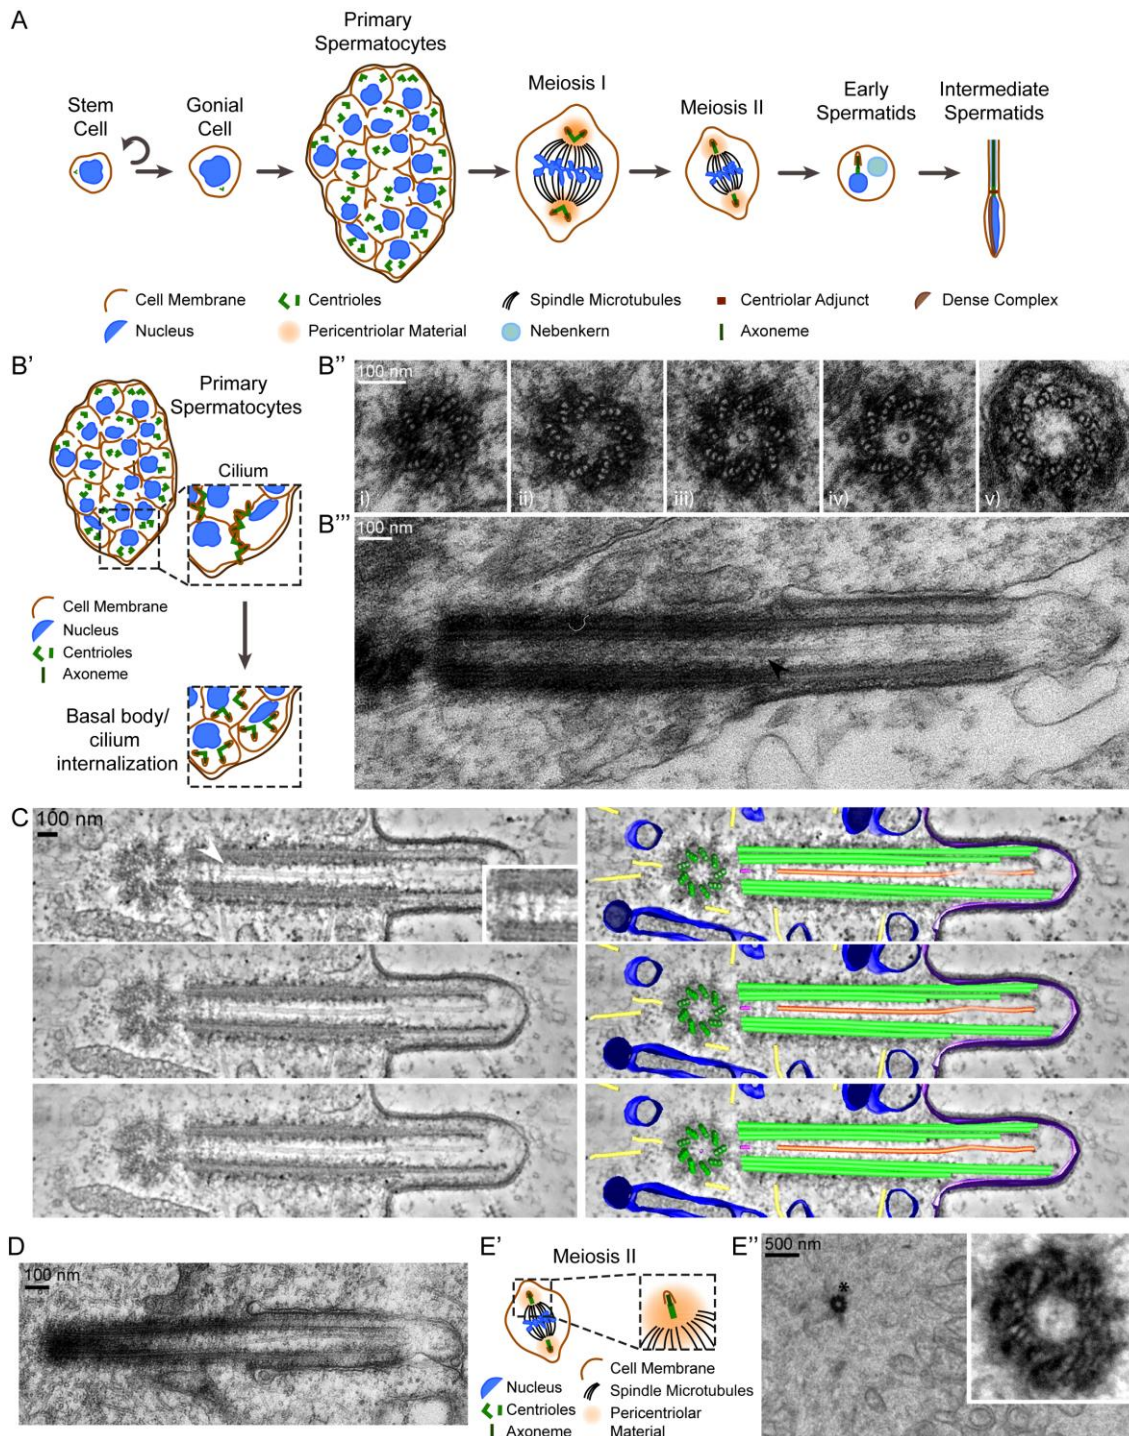 A
Primary
Spermatocytes
Meiosis I
Meiosis II
Early
Spermatids
Intermediate
Spermatids
Stem
Cell
Gonial
Cell
Cell Membrane
Centrioles
Spindle Microtubules
Centriolar Adjunct
Dense Complex
Nucleus
Pericentriolar Material
Nebenkern
Axoneme
B'
Primary
Spermatocytes
Cilium
Cell Membrane
Nucleus
Centrioles
Axoneme
Basal body/
cilium
internalization
B''
100 nm
i)
ii)
iii)
iv)
v)
B'''
100 nm
C
100 nm
D
100 nm
E'
Meiosis II
Cell Membrane
Nucleus
Spindle Microtubules
Centrioles
Pericentriolar
Material
Axoneme
E''
500 nm
*